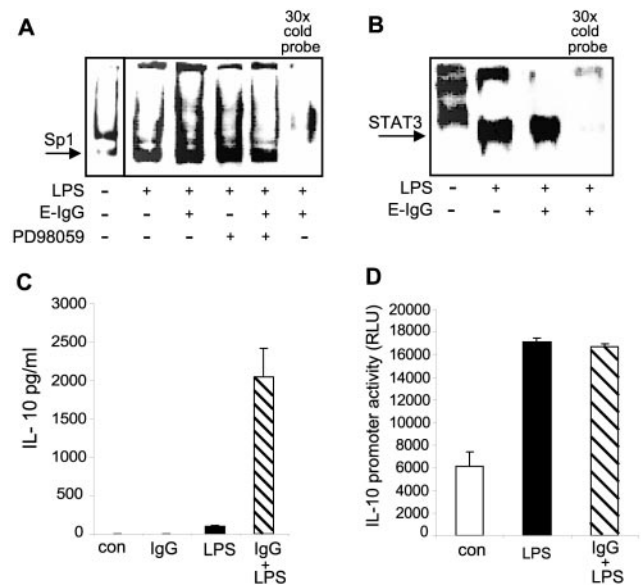 A
30x
cold
probe
Sp1
LPS - + + + + +
E-IgG - - + - + +
PD98059 - - - + + -
B
30x
cold
probe
STAT3
LPS - + + +
E-IgG - - + +
C
IL- 10 pg/ml
3000
2500
2000
1500
1000
500
0
con IgG LPS IgG
+
LPS
D
IL-10 promoter activity (RLU)
20000
18000
16000
14000
12000
10000
8000
6000
4000
2000
0
con LPS IgG
+
LPS